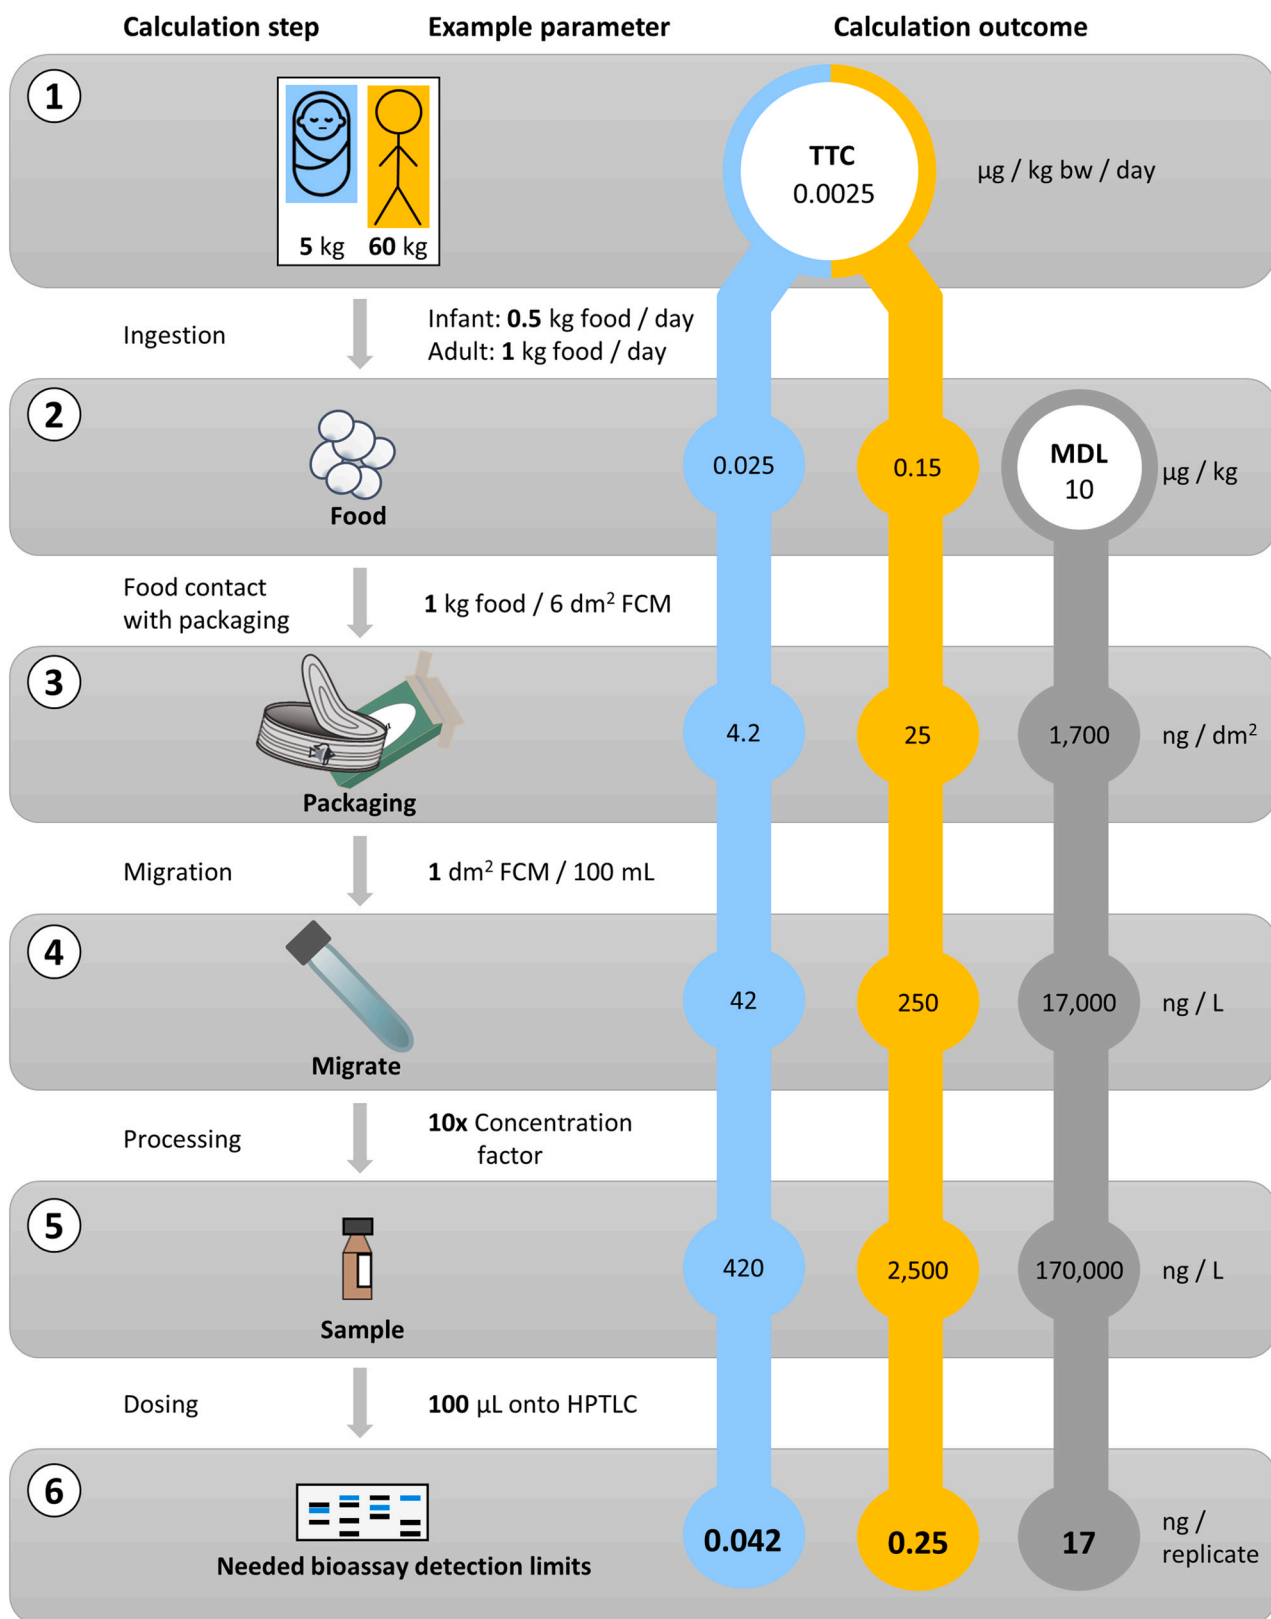 Calculation step Example parameter Calculation outcome
1
5 kg 60 kg
TTC
0.0025
µg / kg bw / day
Ingestion
Infant: 0.5 kg food / day
Adult: 1 kg food / day
2
Food
0.025
0.15
MDL
10
µg / kg
Food contact
with packaging
1 kg food / 6 dm² FCM
3
Packaging
4.2
25
1,700
ng / dm²
Migration
1 dm² FCM / 100 mL
4
Migrate
42
250
17,000
ng / L
Processing
10x Concentration
factor
5
Sample
420
2,500
170,000
ng / L
Dosing
100 µL onto HPTLC
6
Needed bioassay detection limits
0.042
0.25
17
ng /
replicate